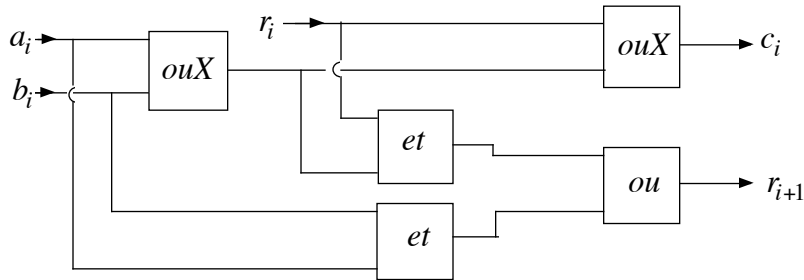 r_i
a_i
ouX
ouX
c_i
b_i
et
ou
r_{i+1}
et